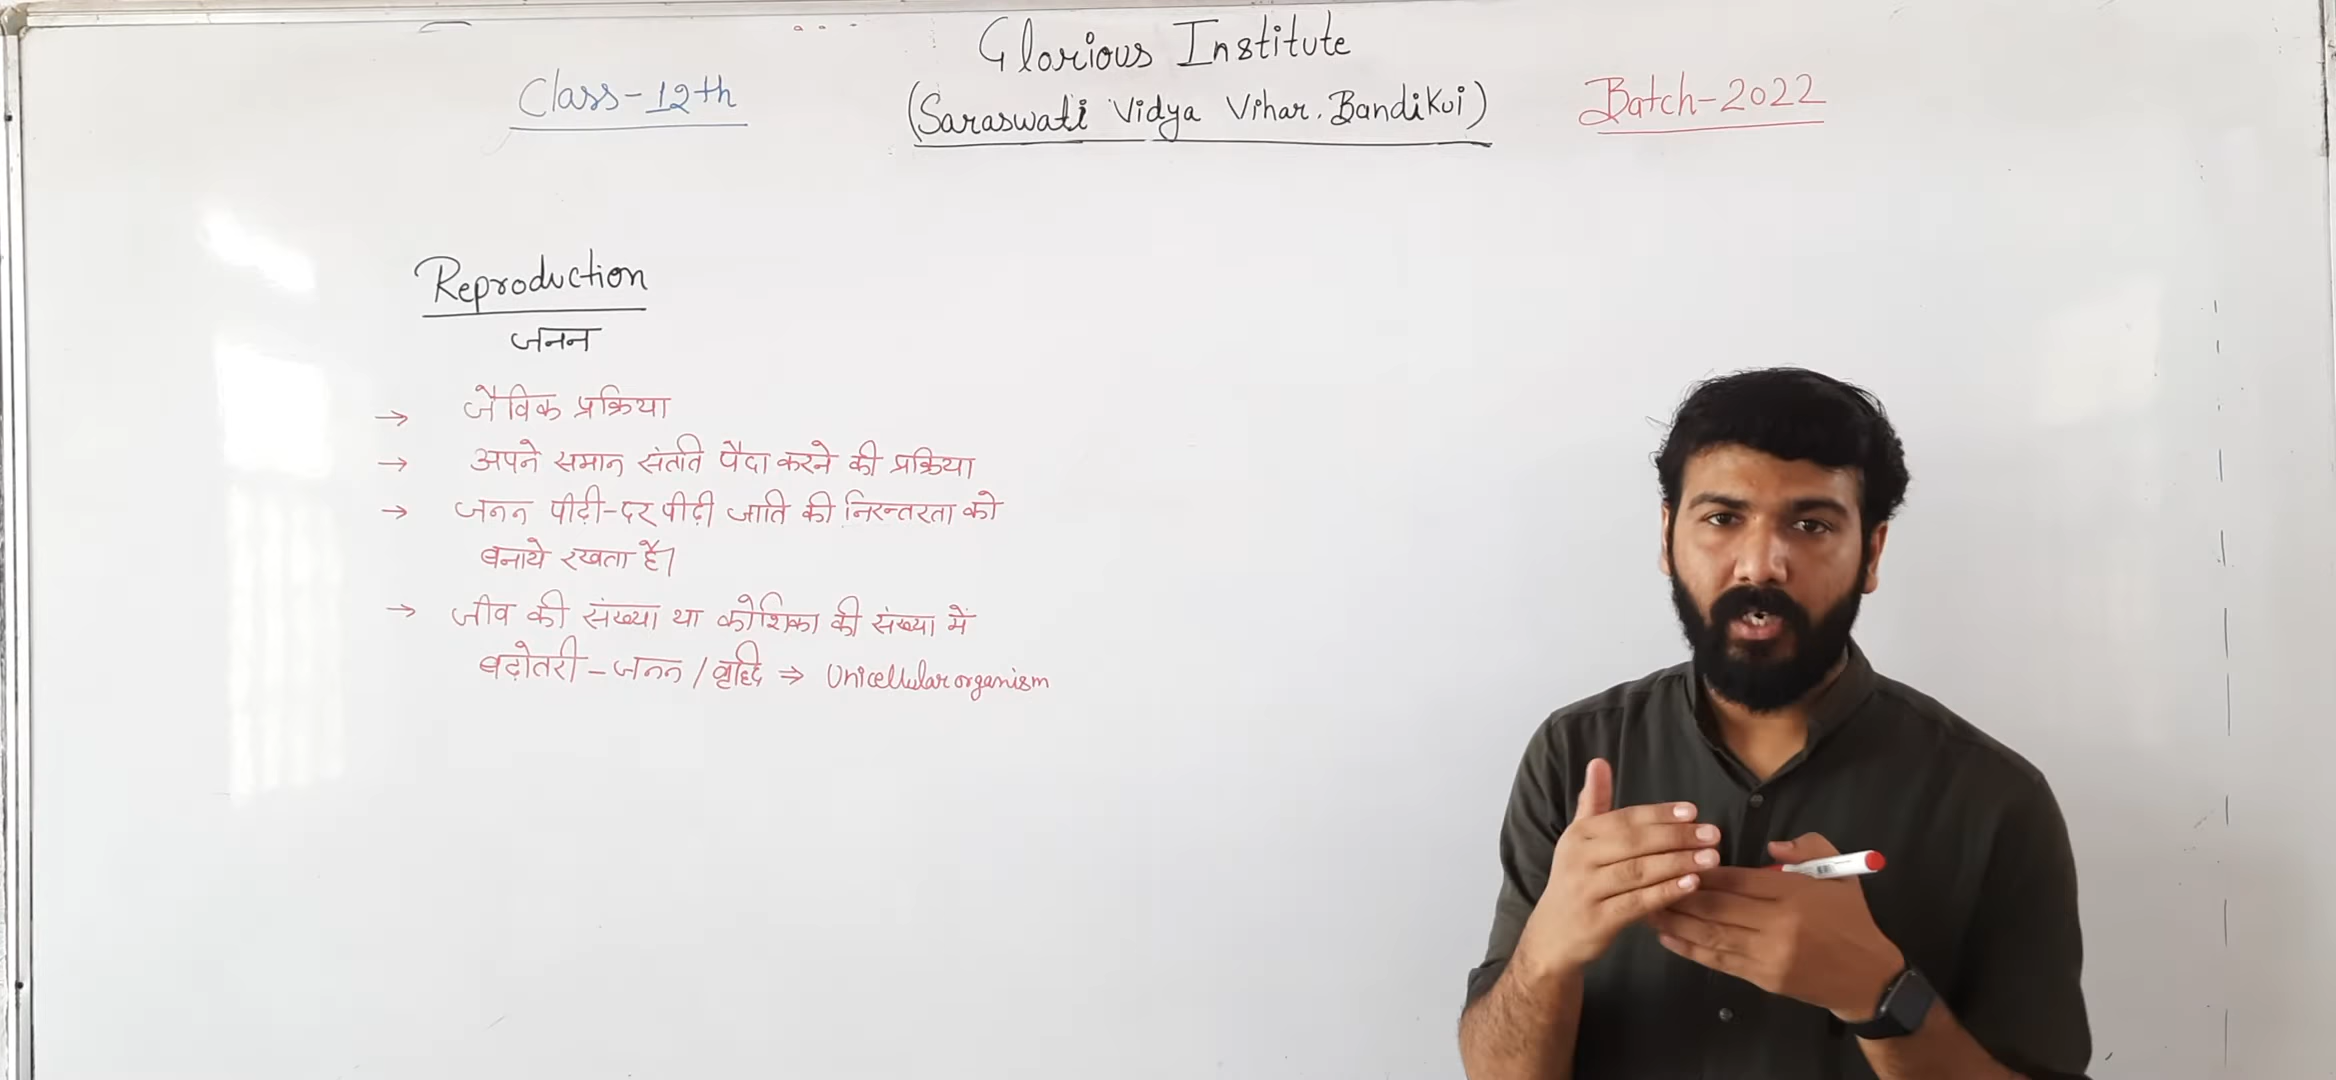 Glorious Institute
Class-12th
(Saraswati Vidya Vihar. Bandikui)
Batch-2022
Reproduction
जनन
→ जैविक प्रक्रिया
→ अपने समान संतति पैदा करने की प्रक्रिया
→ जनन पीढ़ी-दर पीढ़ी जाति की निरन्तरता को
बनाये रखता है।
→ जीव की संख्या या कोशिका की संख्या में
बढ़ोतरी - जनन / वृद्धि ⇒ Unicellular organism